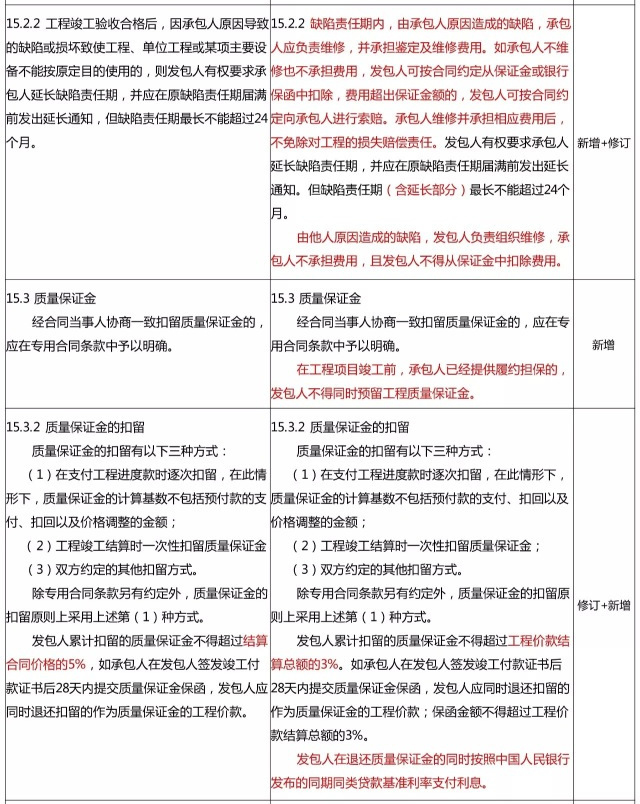 15.2.2 工程竣工验收合格后，因承包人原因导致
的缺陷或损坏致使工程、单位工程或某项主要设
备不能按原定目的使用的，则发包人有权要求承
包人延长缺陷责任期，并应在原缺陷责任期届满
前发出延长通知，但缺陷责任期最长不能超过24
个月。
15.2.2 缺陷责任期内，由承包人原因造成的缺陷，承包
人应负责维修，并承担鉴定及维修费用。如承包人不维
修也不承担费用，发包人可按合同约定从保证金或银行
保函中扣除，费用超出保证金额的，发包人可按合同约
定向承包人进行索赔。承包人维修并承担相应费用后，
不免除对工程的损失赔偿责任。发包人有权要求承包人
延长缺陷责任期，并应在原缺陷责任期届满前发出延长
通知。但缺陷责任期（含延长部分）最长不能超过24个
月。
由他人原因造成的缺陷，发包人负责组织维修，承
包人不承担费用，且发包人不得从保证金中扣除费用。
新增+修订
15.3 质量保证金
经合同当事人协商一致扣留质量保证金的，
应在专用合同条款中予以明确。
15.3 质量保证金
经合同当事人协商一致扣留质量保证金的，应在专
用合同条款中予以明确。
在工程项目竣工前，承包人已经提供履约担保的，
发包人不得同时预留工程质量保证金。
新增
15.3.2 质量保证金的扣留
质量保证金的扣留有以下三种方式：
（1）在支付工程进度款时逐次扣留，在此情
形下，质量保证金的计算基数不包括预付款的支
付、扣回以及价格调整的金额；
（2）工程竣工结算时一次性扣留质量保证金
（3）双方约定的其他扣留方式。
除专用合同条款另有约定外，质量保证金的
扣留原则上采用上述第（1）种方式。
发包人累计扣留的质量保证金不得超过结算
合同价格的5%，如承包人在发包人签发竣工付
款证书后28天内提交质量保证金保函，发包人应
同时退还扣留的作为质量保证金的工程价款。
15.3.2 质量保证金的扣留
质量保证金的扣留有以下三种方式：
（1）在支付工程进度款时逐次扣留，在此情形下，
质量保证金的计算基数不包括预付款的支付、扣回以及
价格调整的金额；
（2）工程竣工结算时一次性扣留质量保证金；
（3）双方约定的其他扣留方式。
除专用合同条款另有约定外，质量保证金的扣留原
则上采用上述第（1）种方式。
发包人累计扣留的质量保证金不得超过工程价款结
算总额的3%。如承包人在发包人签发竣工付款证书后
28天内提交质量保证金保函，发包人应同时退还扣留的
作为质量保证金的工程价款；保函金额不得超过工程价
款结算总额的3%。
发包人在退还质量保证金的同时按照中国人民银行
发布的同期同类贷款基准利率支付利息。
修订+新增